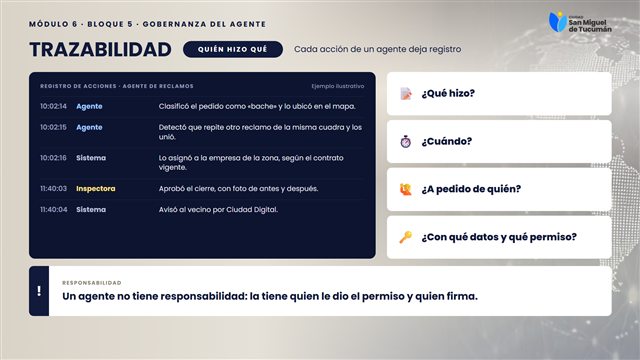 MÓDULO 6 • BLOQUE 5 • GOBERNANZA DEL AGENTE
CIUDAD
San Miguel
de Tucumán
TRAZABILIDAD
QUIÉN HIZO QUÉ
Cada acción de un agente deja registro
REGISTRO DE ACCIONES • AGENTE DE RECLAMOS
Ejemplo ilustrativo
10:02:14 Agente Clasificó el pedido como «bache» y lo ubicó en el mapa.
10:02:15 Agente Detectó que repite otro reclamo de la misma cuadra y los
unió.
10:02:16 Sistema Lo asignó a la empresa de la zona, según el contrato
vigente.
11:40:03 Inspectora Aprobó el cierre, con foto de antes y después.
11:40:04 Sistema Avisó al vecino por Ciudad Digital.
¿Qué hizo?
¿Cuándo?
¿A pedido de quién?
¿Con qué datos y qué permiso?
!
RESPONSABILIDAD
Un agente no tiene responsabilidad: la tiene quien le dio el permiso y quien firma.